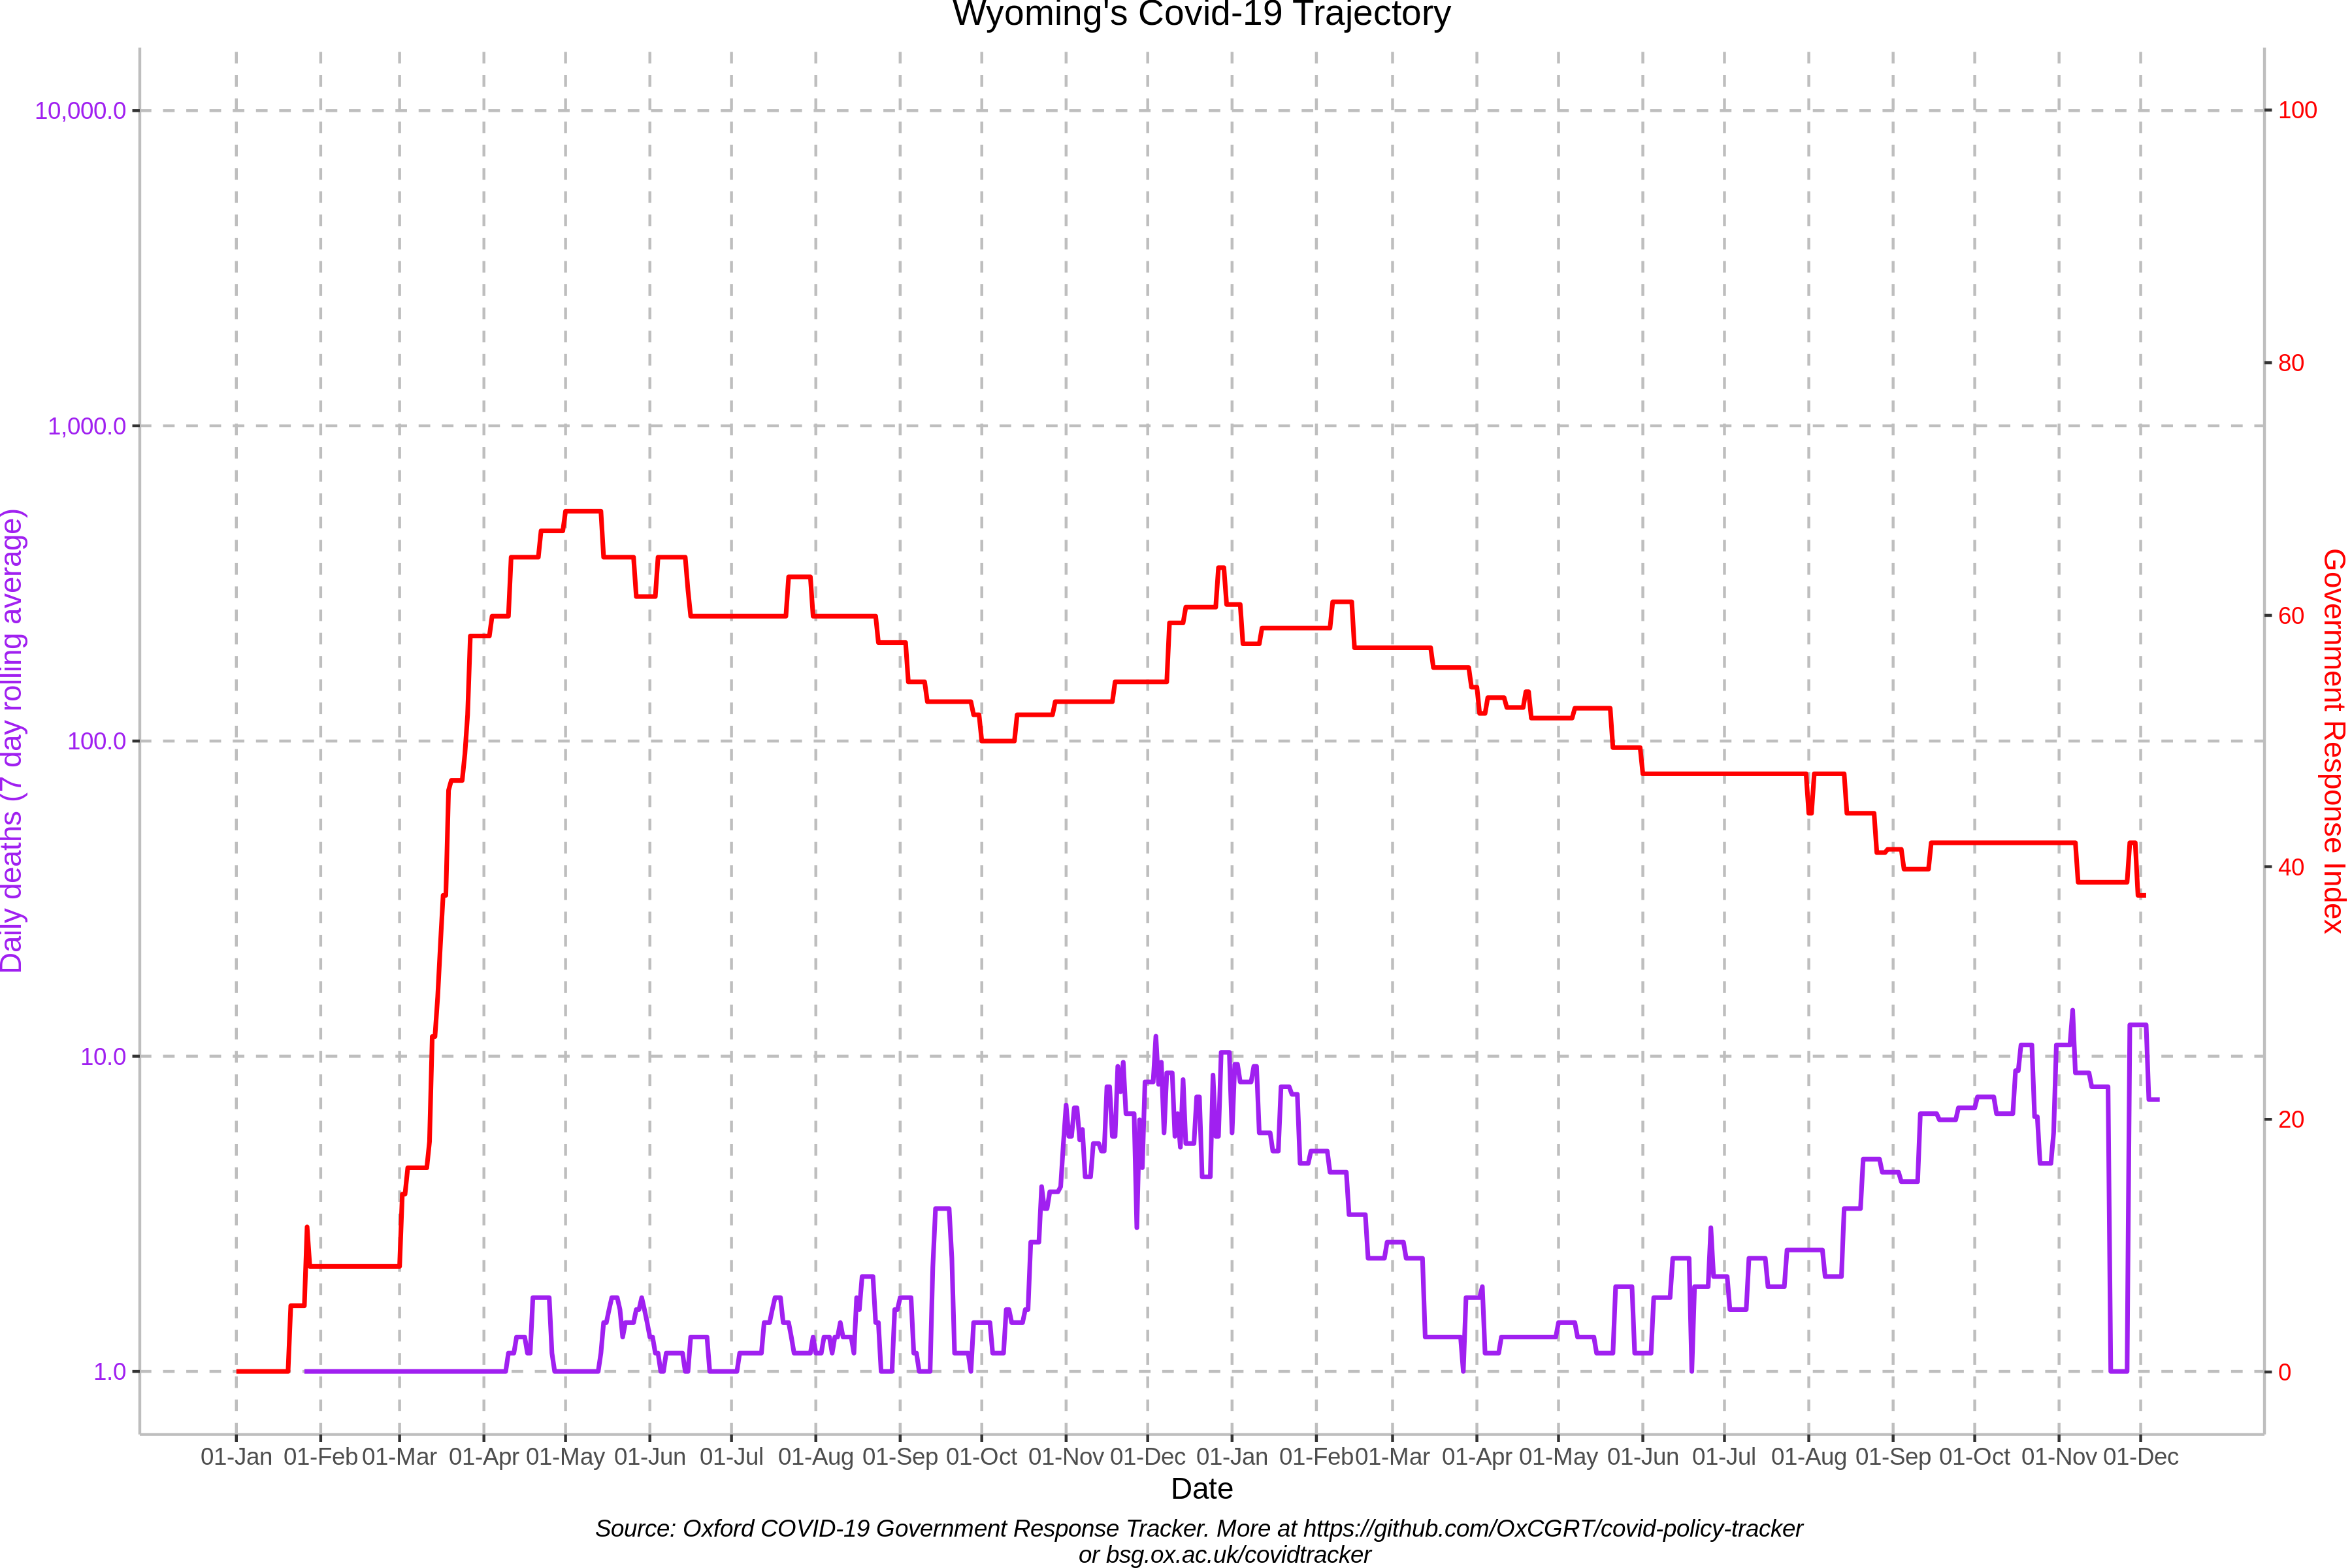 Wyoming's Covid-19 Trajectory
Daily deaths (7 day rolling average)
10,000.0
1,000.0
100.0
10.0
1.0
100
80
60
40
20
0
Government Response Index
01-Jan 01-Feb 01-Mar 01-Apr 01-May 01-Jun 01-Jul 01-Aug 01-Sep 01-Oct 01-Nov 01-Dec 01-Jan 01-Feb 01-Mar 01-Apr 01-May 01-Jun 01-Jul 01-Aug 01-Sep 01-Oct 01-Nov 01-Dec
Date
Source: Oxford COVID-19 Government Response Tracker. More at https://github.com/OxCGRT/covid-policy-tracker
or bsg.ox.ac.uk/covidtracker